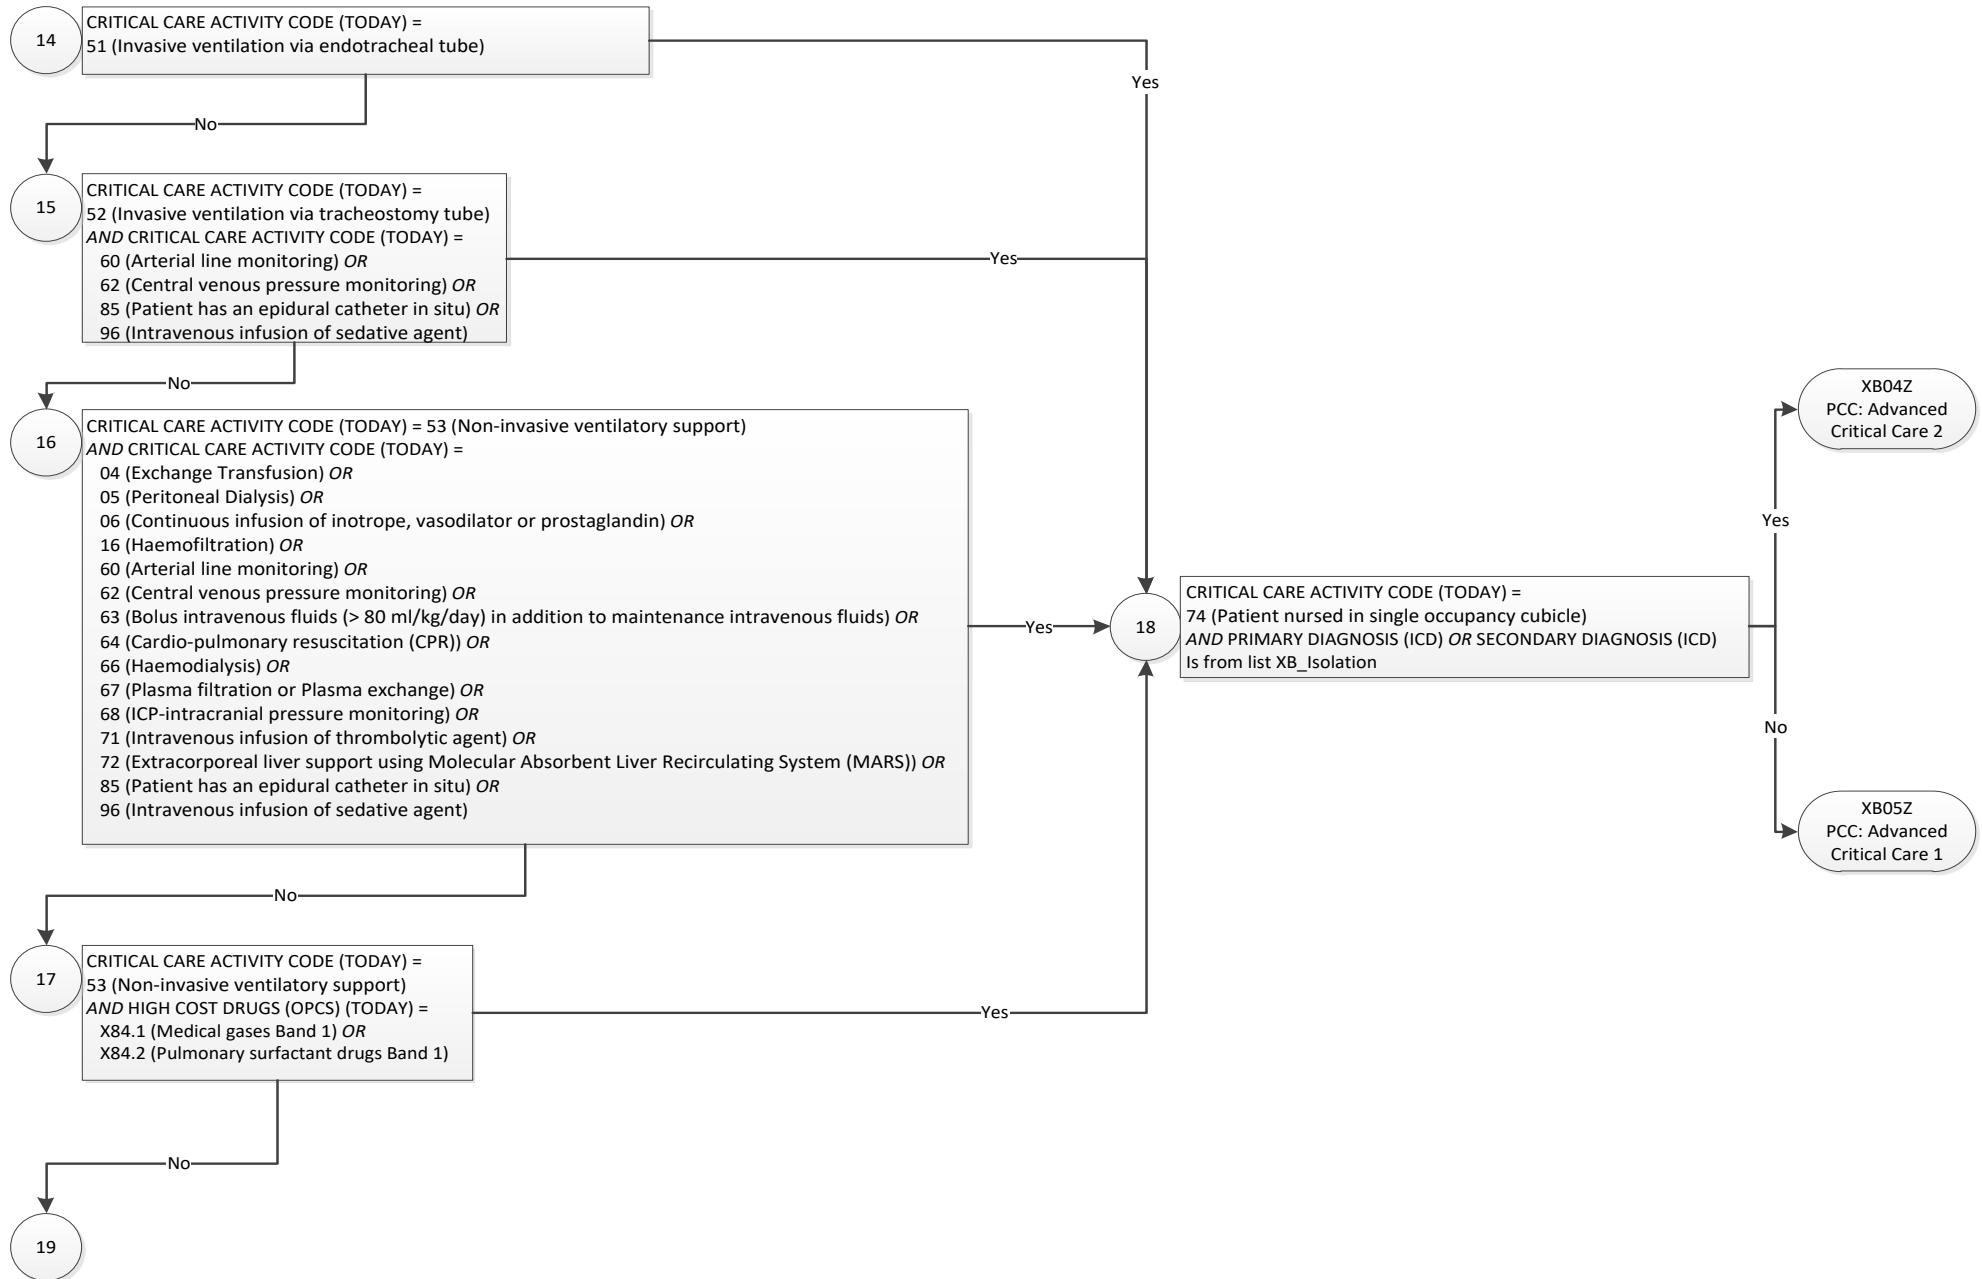 14
CRITICAL CARE ACTIVITY CODE (TODAY) =
51 (Invasive ventilation via endotracheal tube)
Yes
No
15
CRITICAL CARE ACTIVITY CODE (TODAY) =
52 (Invasive ventilation via tracheostomy tube)
AND CRITICAL CARE ACTIVITY CODE (TODAY) =
60 (Arterial line monitoring) OR
62 (Central venous pressure monitoring) OR
85 (Patient has an epidural catheter in situ) OR
96 (Intravenous infusion of sedative agent)
Yes
No
16
CRITICAL CARE ACTIVITY CODE (TODAY) = 53 (Non-invasive ventilatory support)
AND CRITICAL CARE ACTIVITY CODE (TODAY) =
04 (Exchange Transfusion) OR
05 (Peritoneal Dialysis) OR
06 (Continuous infusion of inotrope, vasodilator or prostaglandin) OR
16 (Haemofiltration) OR
60 (Arterial line monitoring) OR
62 (Central venous pressure monitoring) OR
63 (Bolus intravenous fluids (> 80 ml/kg/day) in addition to maintenance intravenous fluids) OR
64 (Cardio-pulmonary resuscitation (CPR)) OR
66 (Haemodialysis) OR
67 (Plasma filtration or Plasma exchange) OR
68 (ICP-intracranial pressure monitoring) OR
71 (Intravenous infusion of thrombolytic agent) OR
72 (Extracorporeal liver support using Molecular Absorbent Liver Recirculating System (MARS)) OR
85 (Patient has an epidural catheter in situ) OR
96 (Intravenous infusion of sedative agent)
Yes
No
17
CRITICAL CARE ACTIVITY CODE (TODAY) =
53 (Non-invasive ventilatory support)
AND HIGH COST DRUGS (OPCS) (TODAY) =
X84.1 (Medical gases Band 1) OR
X84.2 (Pulmonary surfactant drugs Band 1)
Yes
No
19
18
CRITICAL CARE ACTIVITY CODE (TODAY) =
74 (Patient nursed in single occupancy cubicle)
AND PRIMARY DIAGNOSIS (ICD) OR SECONDARY DIAGNOSIS (ICD)
Is from list XB_Isolation
Yes
XB04Z
PCC: Advanced
Critical Care 2
No
XB05Z
PCC: Advanced
Critical Care 1